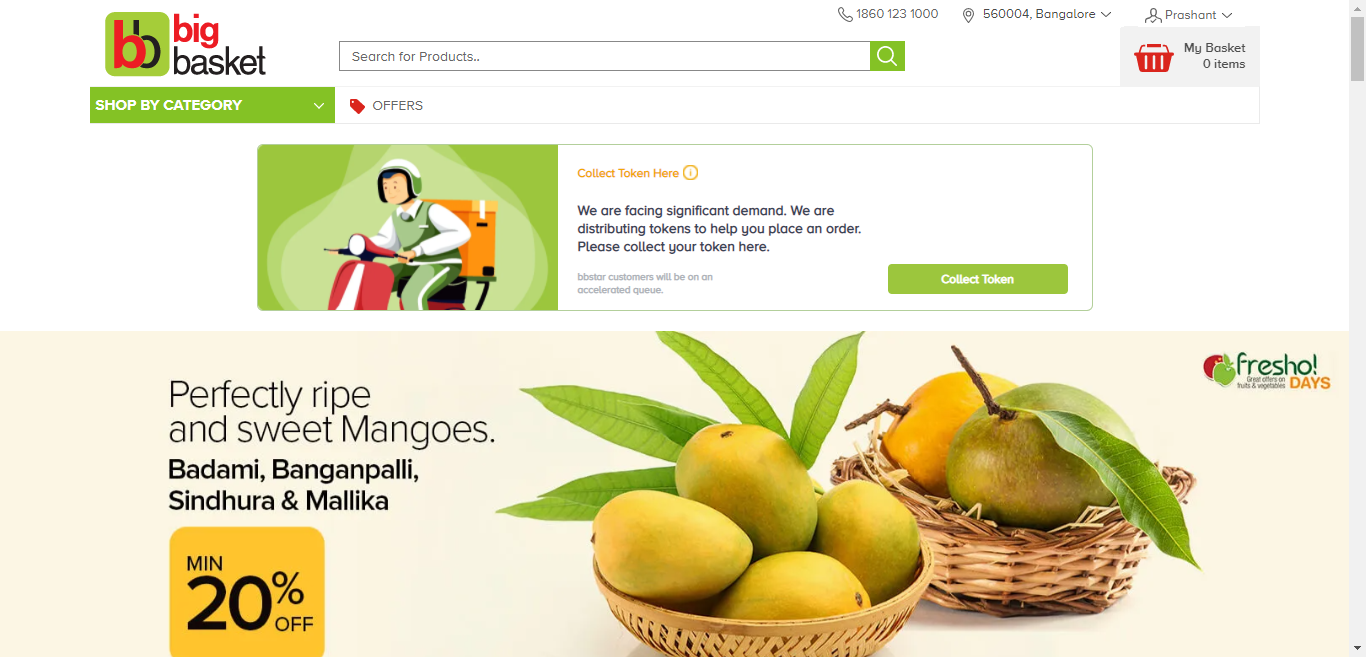 1860 123 1000
560004, Bangalore
Prashant
bb
big
basket
Search for Products..
My Basket
0 items
SHOP BY CATEGORY
OFFERS
Collect Token Here
We are facing significant demand. We are
distributing tokens to help you place an order.
Please collect your token here.
bbstar customers will be on an
accelerated queue.
Collect Token
fresho!
Great offers on
fruits & vegetables
DAYS
Perfectly ripe
and sweet Mangoes.
Badami, Banganpalli,
Sindhura & Mallika
MIN
20%
OFF